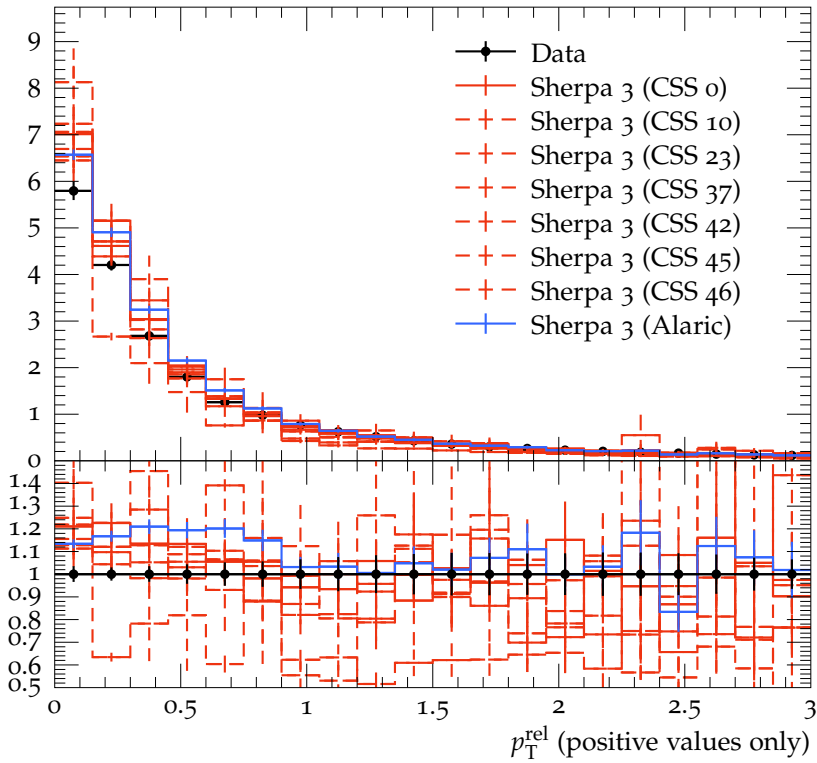 9
8
7
6
5
4
3
2
1
0
Data
Sherpa 3 (CSS 0)
Sherpa 3 (CSS 10)
Sherpa 3 (CSS 23)
Sherpa 3 (CSS 37)
Sherpa 3 (CSS 42)
Sherpa 3 (CSS 45)
Sherpa 3 (CSS 46)
Sherpa 3 (Alaric)
1.4
1.3
1.2
1.1
1
0.9
0.8
0.7
0.6
0.5
0 0.5 1 1.5 2 2.5 3
p_T^rel (positive values only)